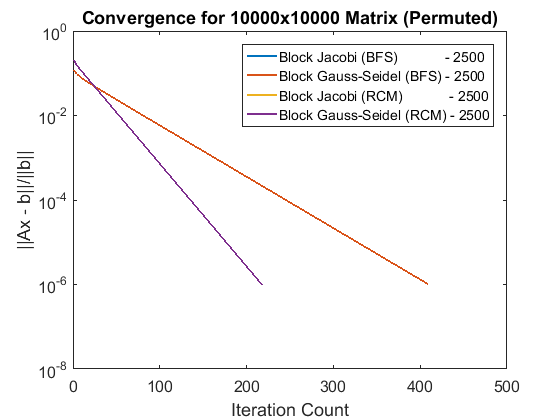 Convergence for 10000x10000 Matrix (Permuted)
10^0
10^-2
10^-4
10^-6
10^-8
||Ax - b||/||b||
Block Jacobi (BFS) - 2500
Block Gauss-Seidel (BFS) - 2500
Block Jacobi (RCM) - 2500
Block Gauss-Seidel (RCM) - 2500
0 100 200 300 400 500
Iteration Count